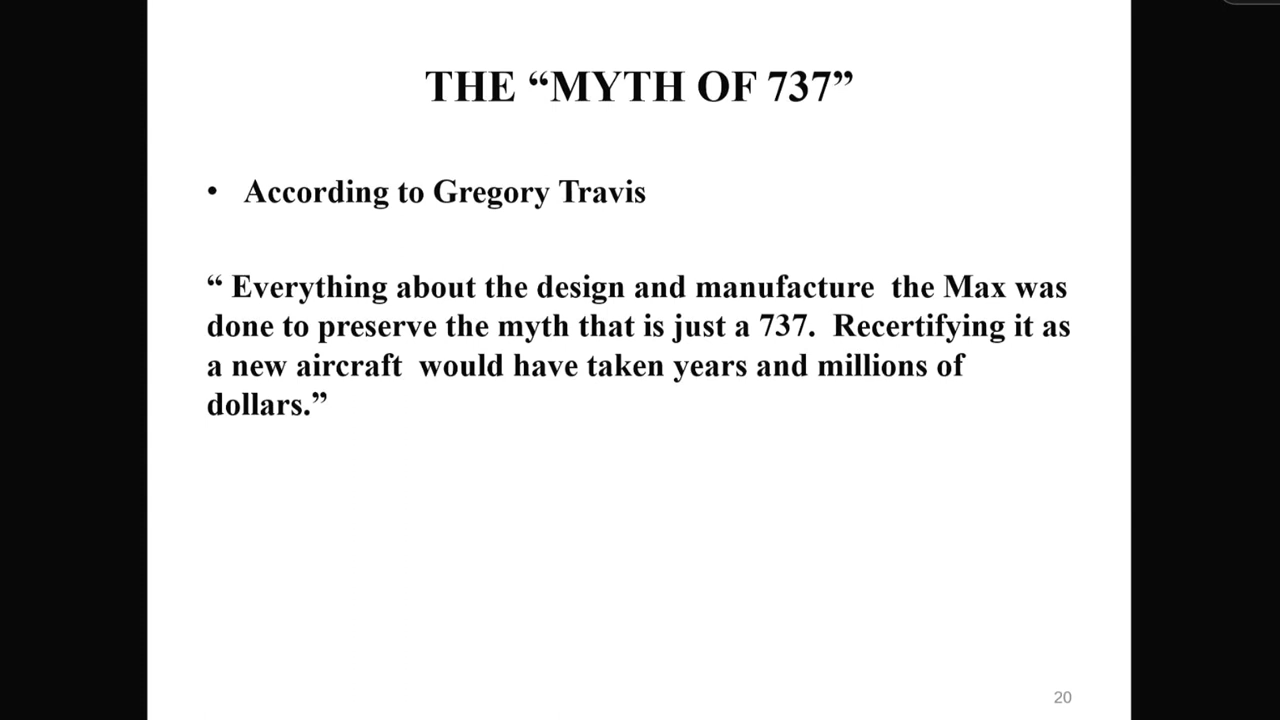 THE “MYTH OF 737”
• According to Gregory Travis
“ Everything about the design and manufacture  the Max was
done to preserve the myth that is just a 737.  Recertifying it as
a new aircraft  would have taken years and millions of
dollars.”
20